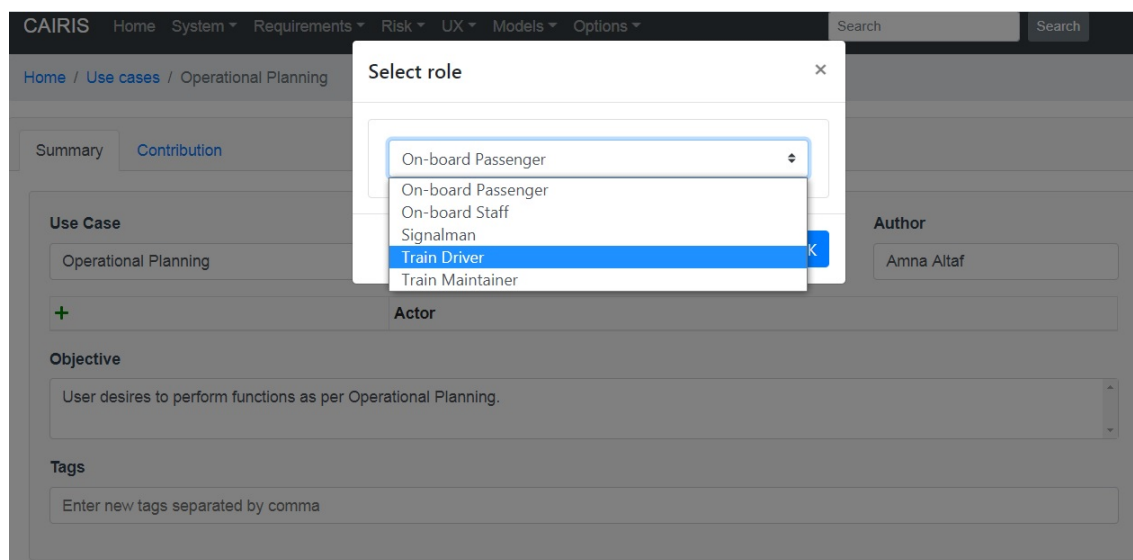 CAIRIS Home System Requirements Risk UX Models Options Search Search
Home / Use cases / Operational Planning
Select role ×
Summary Contribution
On-board Passenger
On-board Passenger
On-board Staff
Signalman
Train Driver
Train Maintainer
K
Use Case Author
Operational Planning Amna Altaf
+ Actor
Objective
User desires to perform functions as per Operational Planning.
Tags
Enter new tags separated by comma